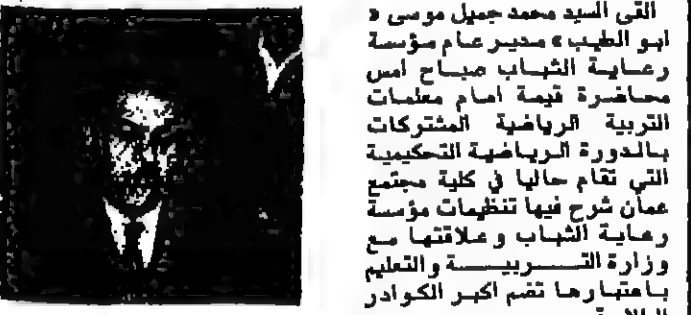 القى السيد محمد جميل موسى «
ابو الطيب» مدير عام مؤسسة
رعاية الشباب صباح امس
محاضرة قيمة امام معلمات
التربية الرياضية المشتركات
بالدورة الرياضية التحكيمية
التي تقام حاليا في كلية مجتمع
عمان شرح فيها تنظيمات مؤسسة
رعاية الشباب وعلاقتها مع
وزارة التربية والتعليم
باعتبارها تضم اكبر الكوادر